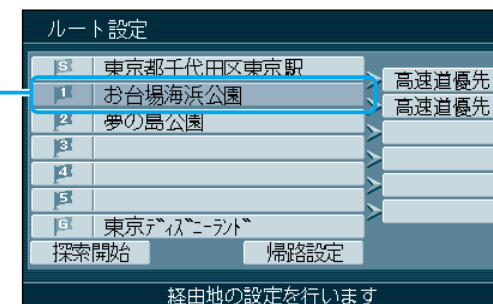 ルート設定
S 東京都千代田区東京駅
高速道優先
1 お台場海浜公園
高速道優先
2 夢の島公園
3
4
5
G 東京ディズニーランド
探索開始 帰路設定
経由地の設定を行います